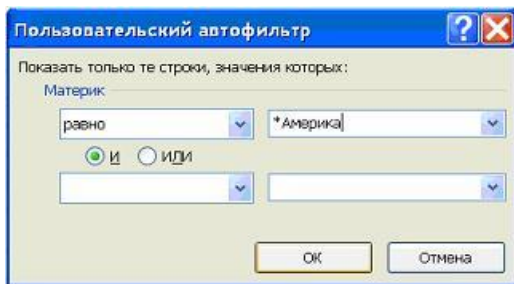 Пользовательский автофильтр
Показать только те строки, значения которых:
Материк
равно *Америка
И ИЛИ
ОК Отмена